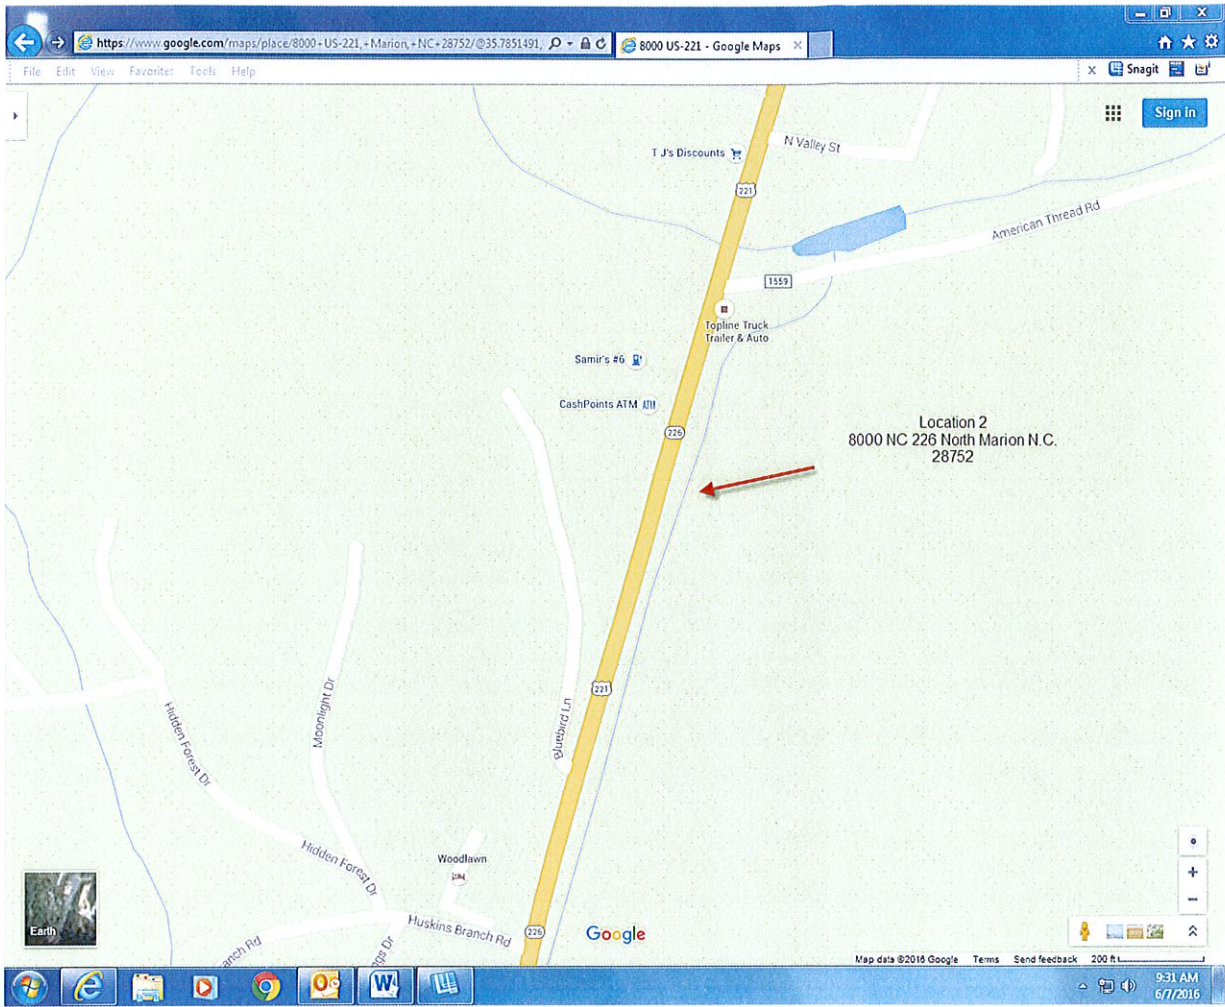 https://www.google.com/maps/place/8000+US-221,+Marion,+NC+28752/@35.7851491,
8000 US-221 - Google Maps
File Edit View Favorites Tools Help
x Snagit
Sign in
T J's Discounts
N Valley St
221
American Thread Rd
1559
Topline Truck
Trailer & Auto
Samir's #6
CashPoints ATM
226
Location 2
8000 NC 226 North Marion N.C.
28752
221
Bluebird Ln
Moonlight Dr
Hidden Forest Dr
Hidden Forest Dr
Woodlawn
Huskins Branch Rd
226
anch Rd
gs Dr
Earth
Google
Map data ©2016 Google Terms Send feedback 200 ft
9:31 AM
6/7/2016